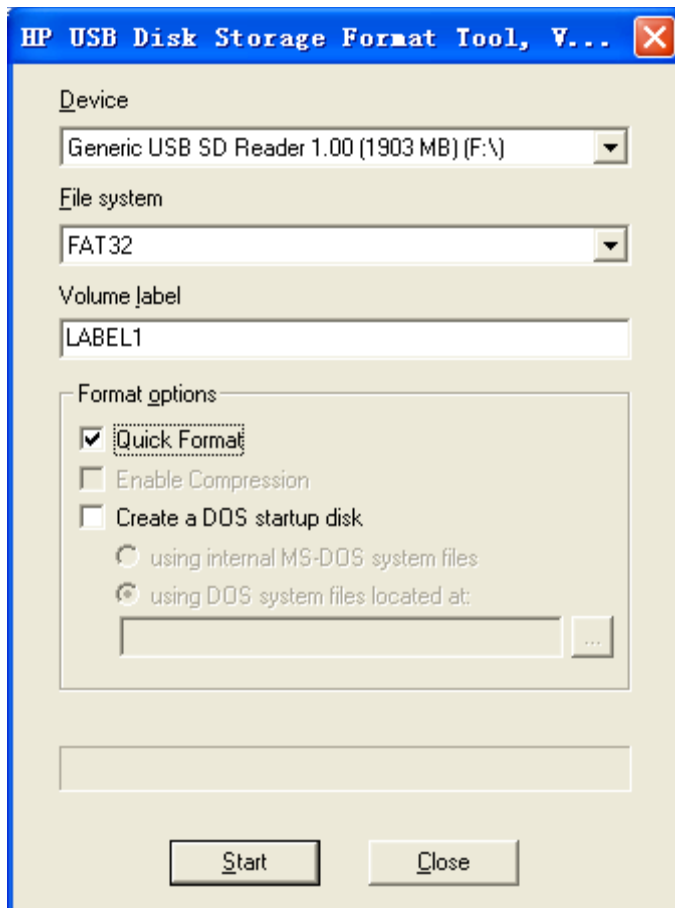 HP USB Disk Storage Format Tool, V...
Device
Generic USB SD Reader 1.00 (1903 MB) (F:\)
File system
FAT32
Volume label
LABEL1
Format options
Quick Format
Enable Compression
Create a DOS startup disk
using internal MS-DOS system files
using DOS system files located at:
...
Start
Close